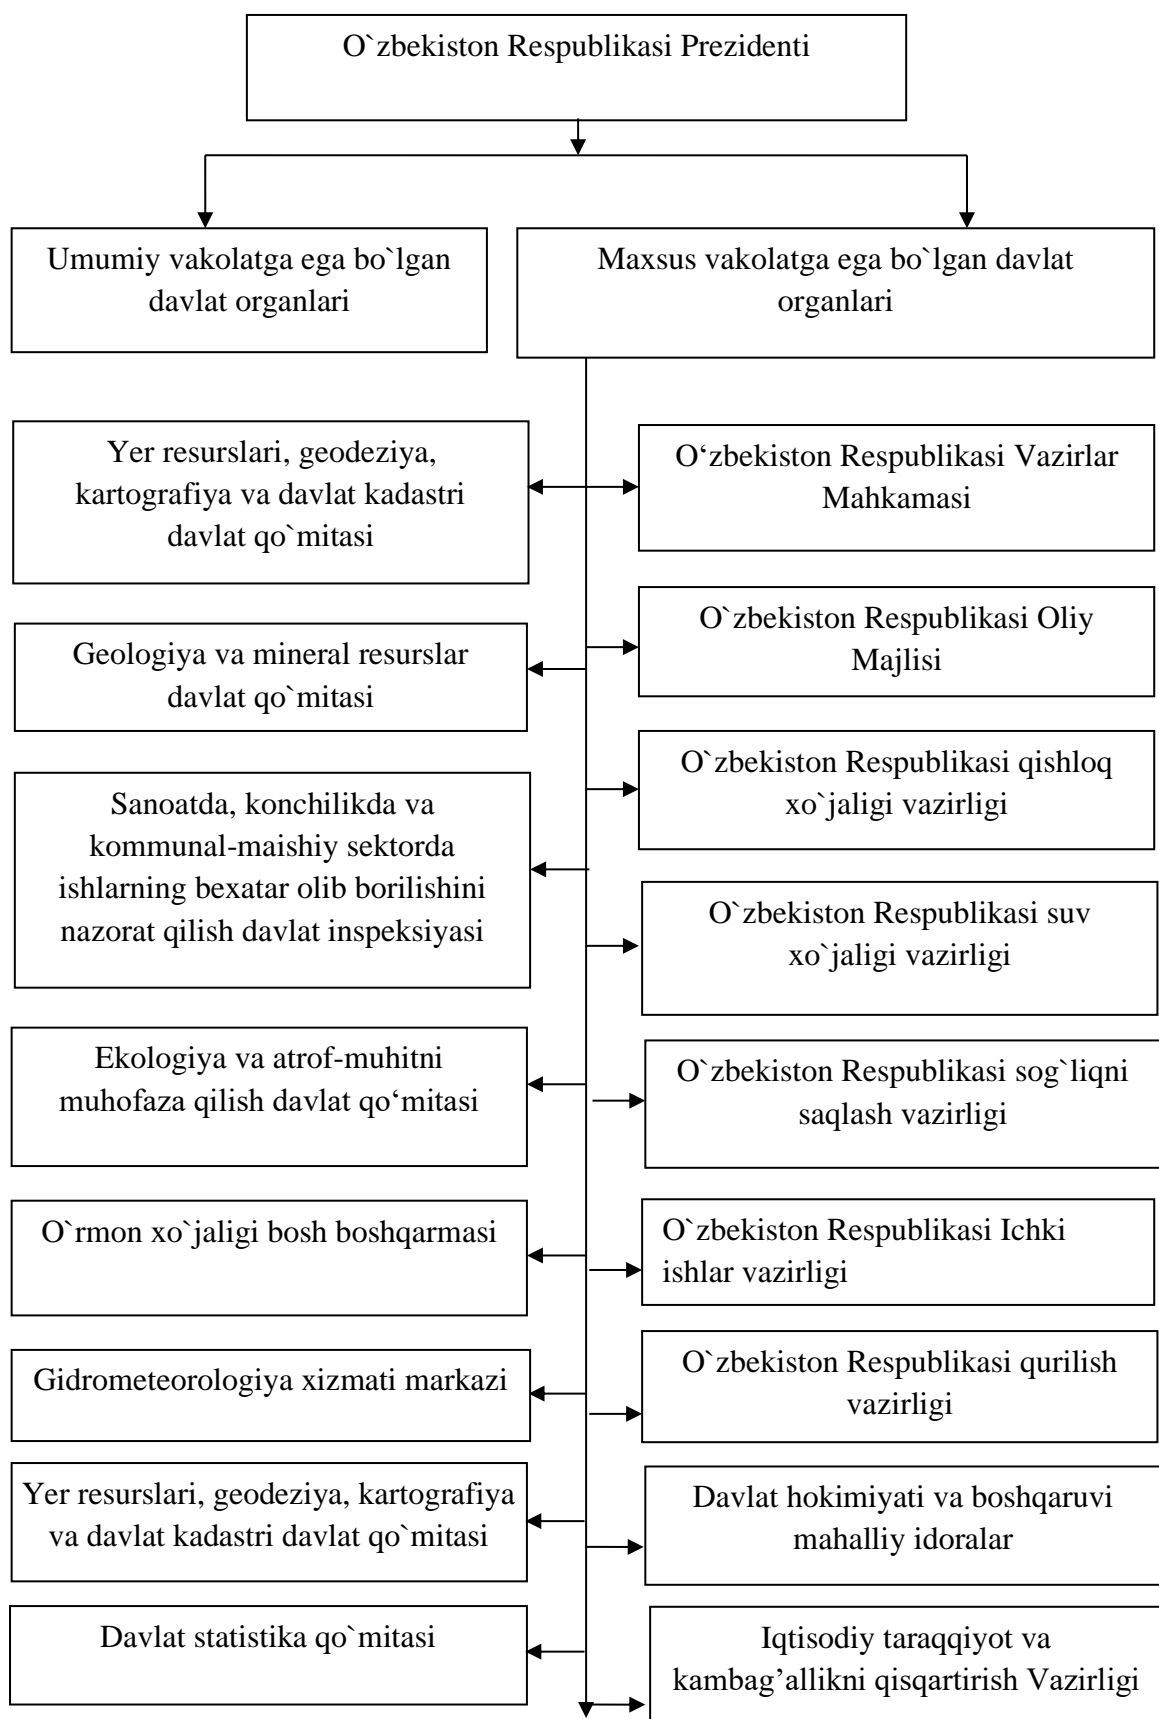 O`zbekiston Respublikasi Prezidenti
Umumiy vakolatga ega bo`lgan
davlat organlari
Maxsus vakolatga ega bo`lgan davlat
organlari
Yer resurslari, geodeziya,
kartografiya va davlat kadastri
davlat qo`mitasi
O‘zbekiston Respublikasi Vazirlar
Mahkamasi
Geologiya va mineral resurslar
davlat qo`mitasi
O`zbekiston Respublikasi Oliy
Majlisi
Sanoatda, konchilikda va
kommunal-maishiy sektorda
ishlarning bexatar olib borilishini
nazorat qilish davlat inspeksiyasi
O`zbekiston Respublikasi qishloq
xo`jaligi vazirligi
O`zbekiston Respublikasi suv
xo`jaligi vazirligi
Ekologiya va atrof-muhitni
muhofaza qilish davlat qo‘mitasi
O`zbekiston Respublikasi sog`liqni
saqlash vazirligi
O`rmon xo`jaligi bosh boshqarmasi
O`zbekiston Respublikasi Ichki
ishlar vazirligi
Gidrometeorologiya xizmati markazi
O`zbekiston Respublikasi qurilish
vazirligi
Yer resurslari, geodeziya, kartografiya
va davlat kadastri davlat qo`mitasi
Davlat hokimiyati va boshqaruvi
mahalliy idoralar
Davlat statistika qo`mitasi
Iqtisodiy taraqqiyot va
kambag’allikni qisqartirish Vazirligi